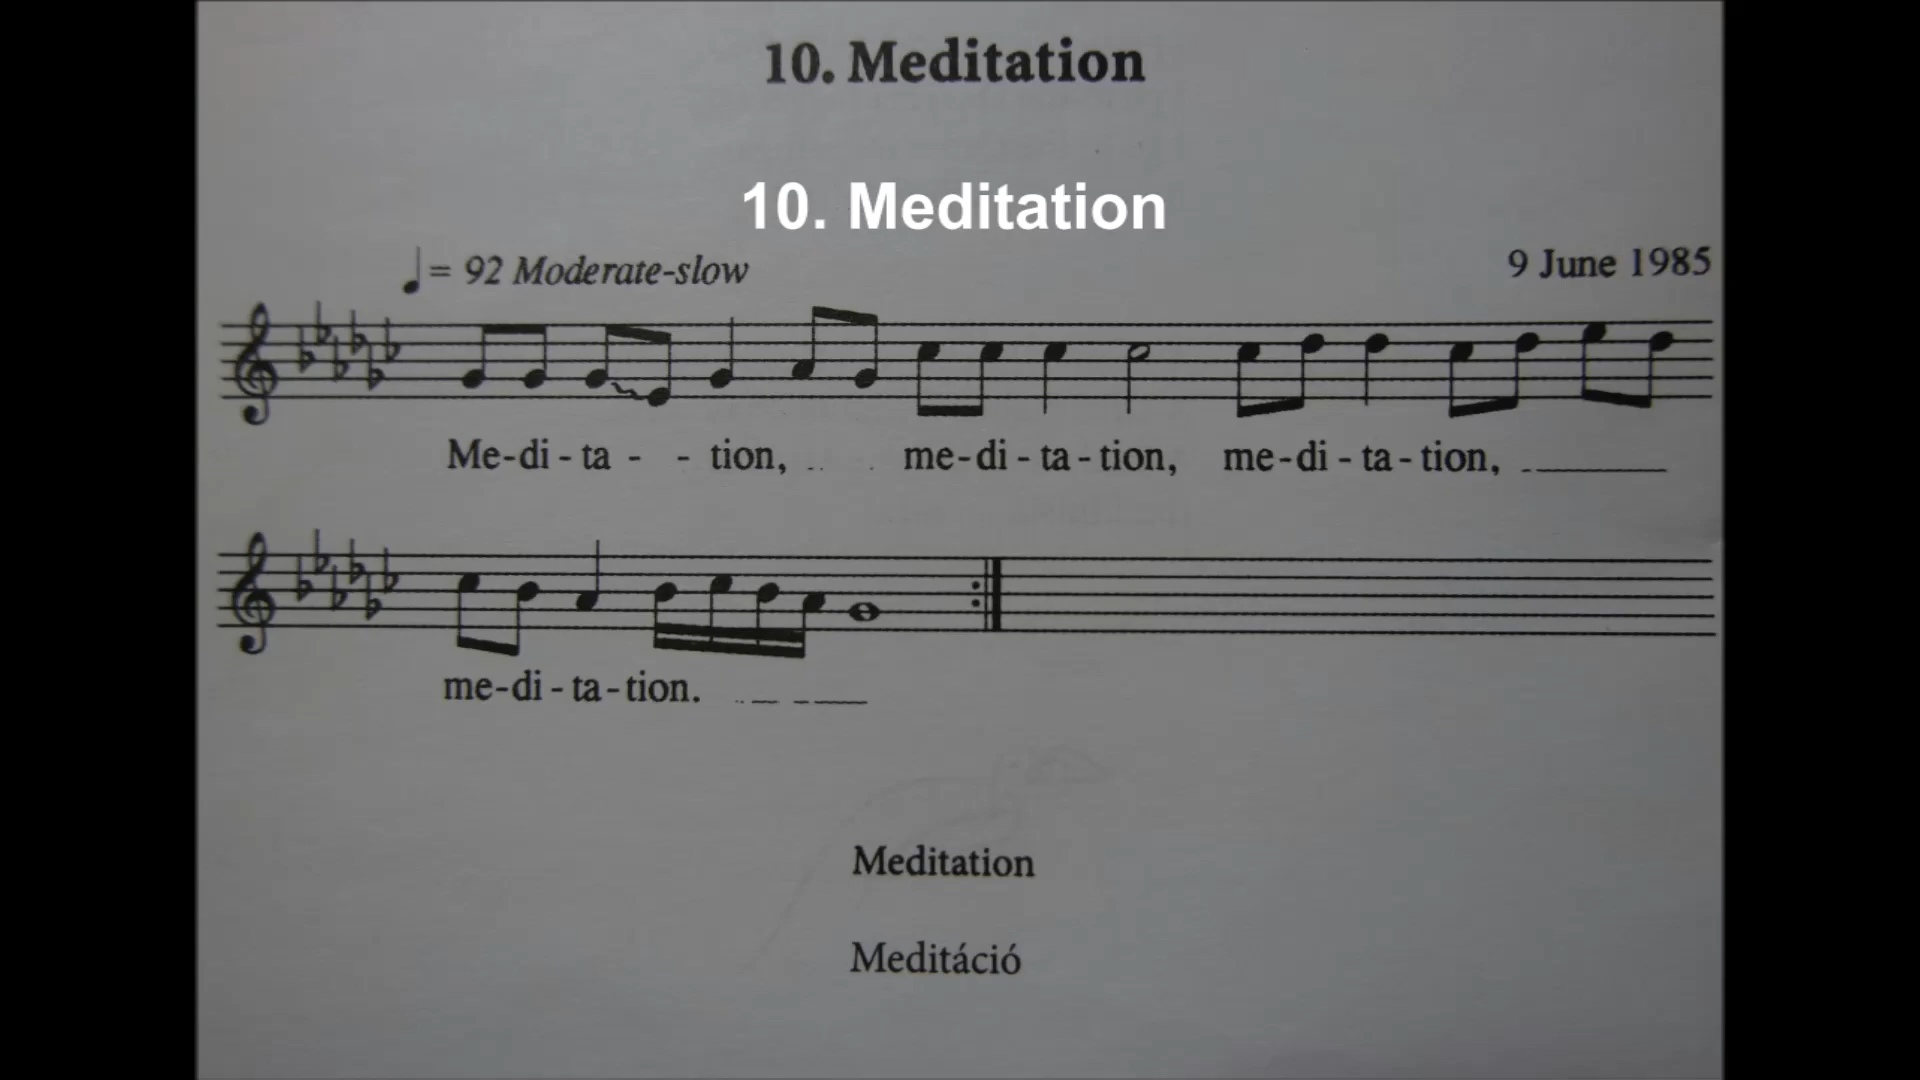 10. Meditation
10. Meditation
= 92 Moderate-slow
9 June 1985
Me-di - ta - - tion, me-di - ta - tion, me-di - ta - tion,
me-di - ta - tion.
Meditation
Meditáció